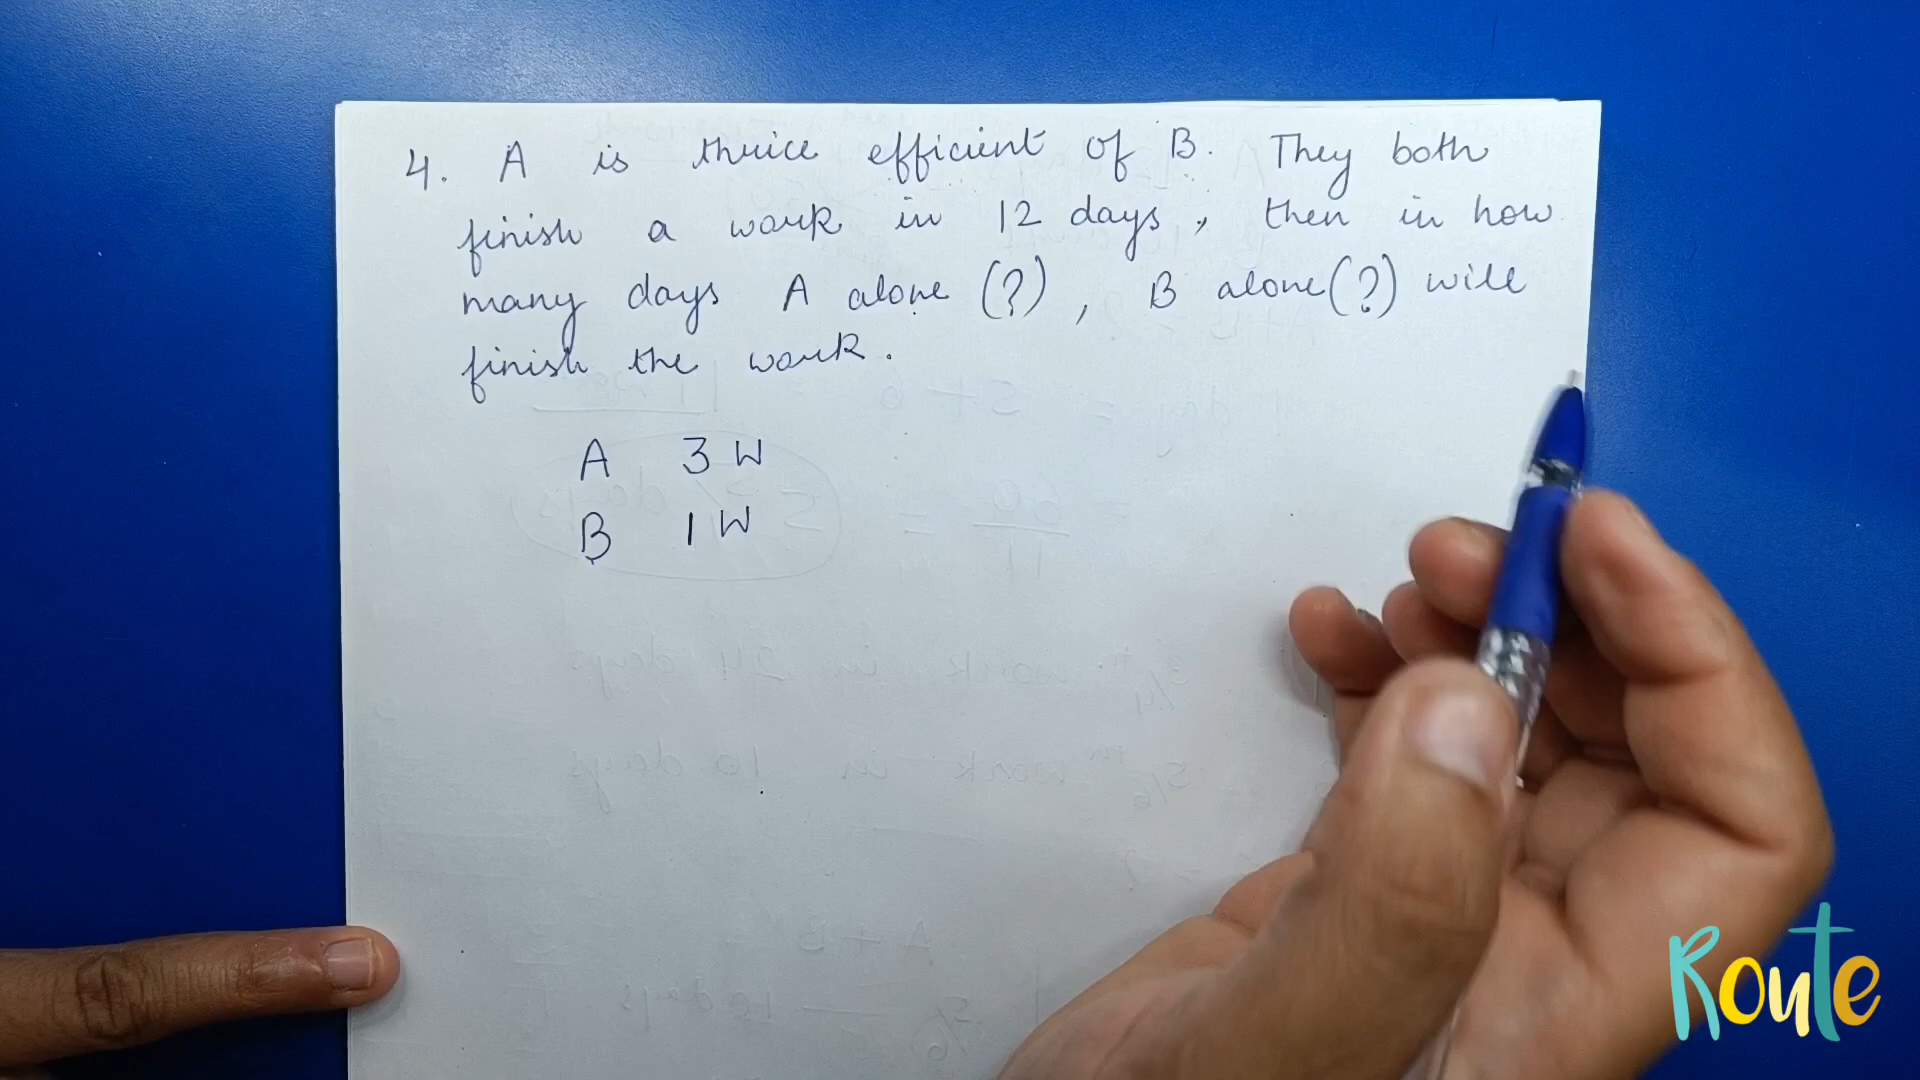 4. A is thrice efficient of B. They both
finish a work in 12 days, then in how
many days A alone (?), B alone (?) will
finish the work.
A 3 W
B 1 W
Route